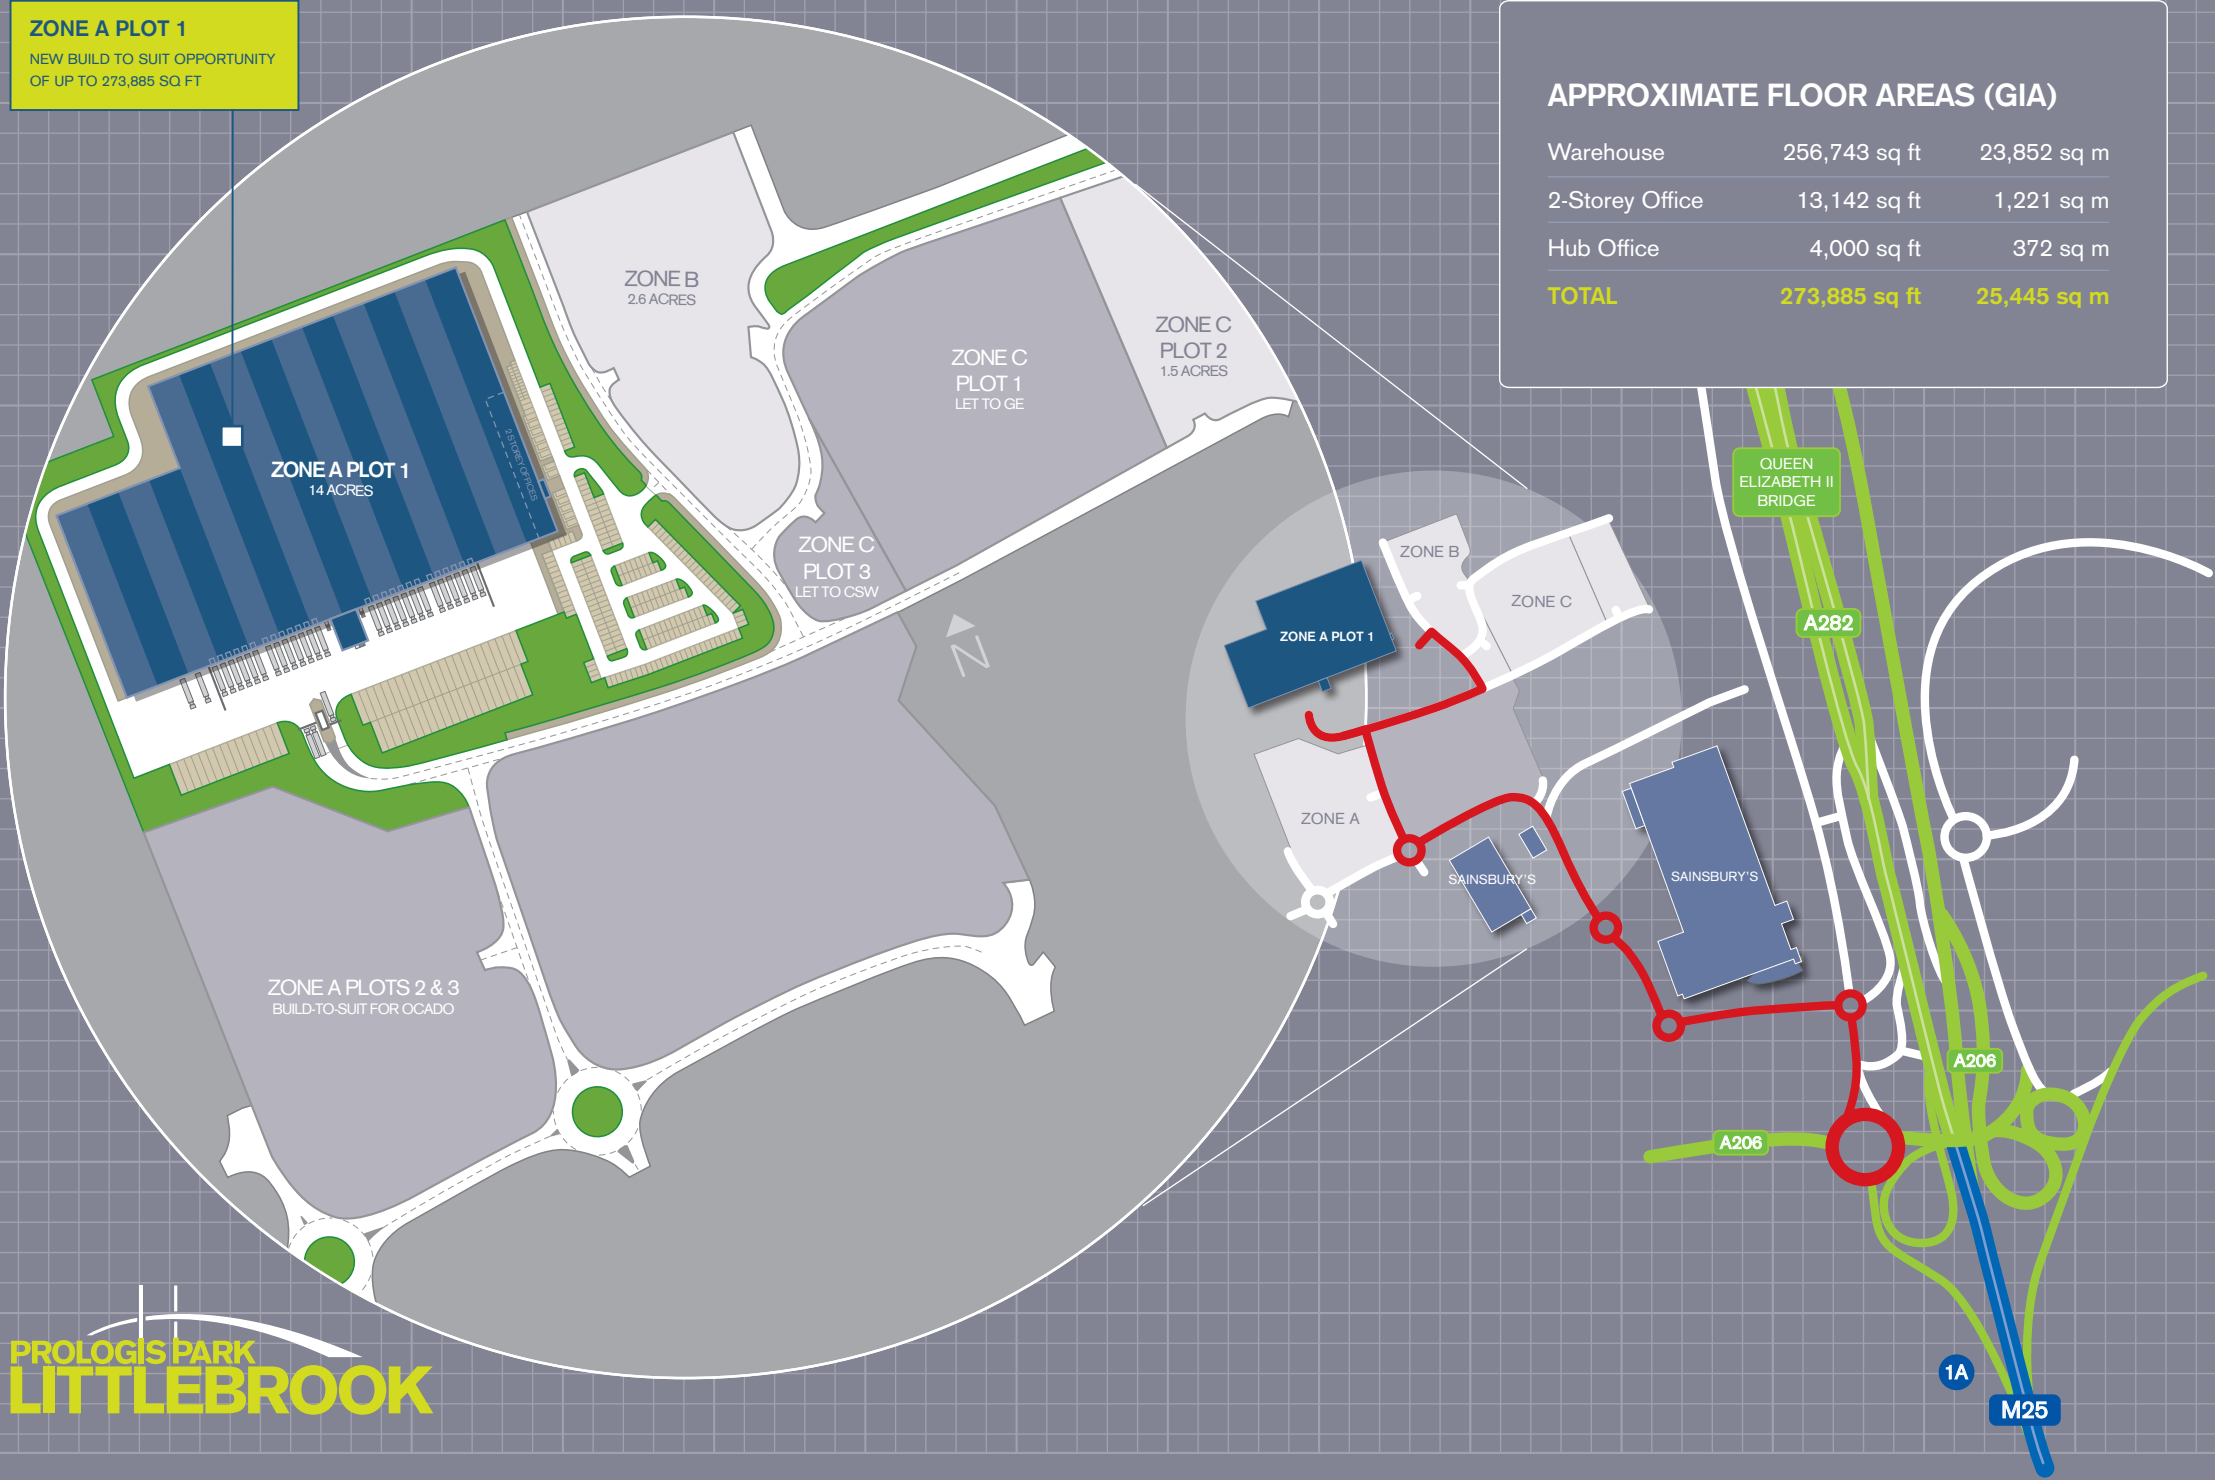 ZONE A PLOT 1
NEW BUILD TO SUIT OPPORTUNITY
OF UP TO 273,885 SQ FT
APPROXIMATE FLOOR AREAS (GIA)
Warehouse 256,743 sq ft 23,852 sq m
2-Storey Office 13,142 sq ft 1,221 sq m
Hub Office 4,000 sq ft 372 sq m
TOTAL 273,885 sq ft 25,445 sq m
ZONE B
2.6 ACRES
ZONE C
PLOT 1
LET TO GE
ZONE C
PLOT 2
1.5 ACRES
ZONE A PLOT 1
14 ACRES
2 STOREY OFFICES
ZONE C
PLOT 3
LET TO CSW
N
ZONE A PLOTS 2 & 3
BUILD-TO-SUIT FOR OCADO
QUEEN
ELIZABETH II
BRIDGE
ZONE B
ZONE C
ZONE A PLOT 1
A282
ZONE A
SAINSBURY'S
SAINSBURY'S
A206
A206
1A
M25
PROLOGIS PARK
LITTLEBROOK